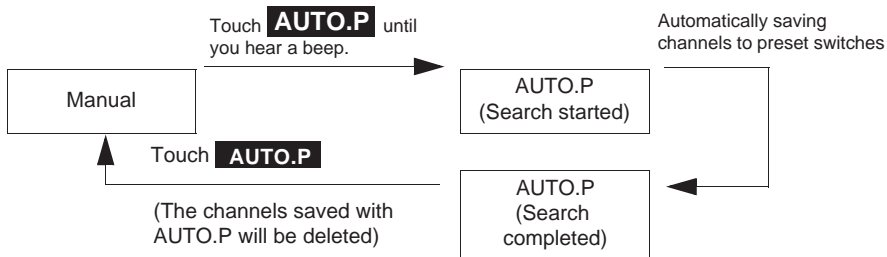 Touch AUTO.P until
you hear a beep.
Automatically saving
channels to preset switches
Manual
AUTO.P
(Search started)
Touch AUTO.P
(The channels saved with
AUTO.P will be deleted)
AUTO.P
(Search
completed)